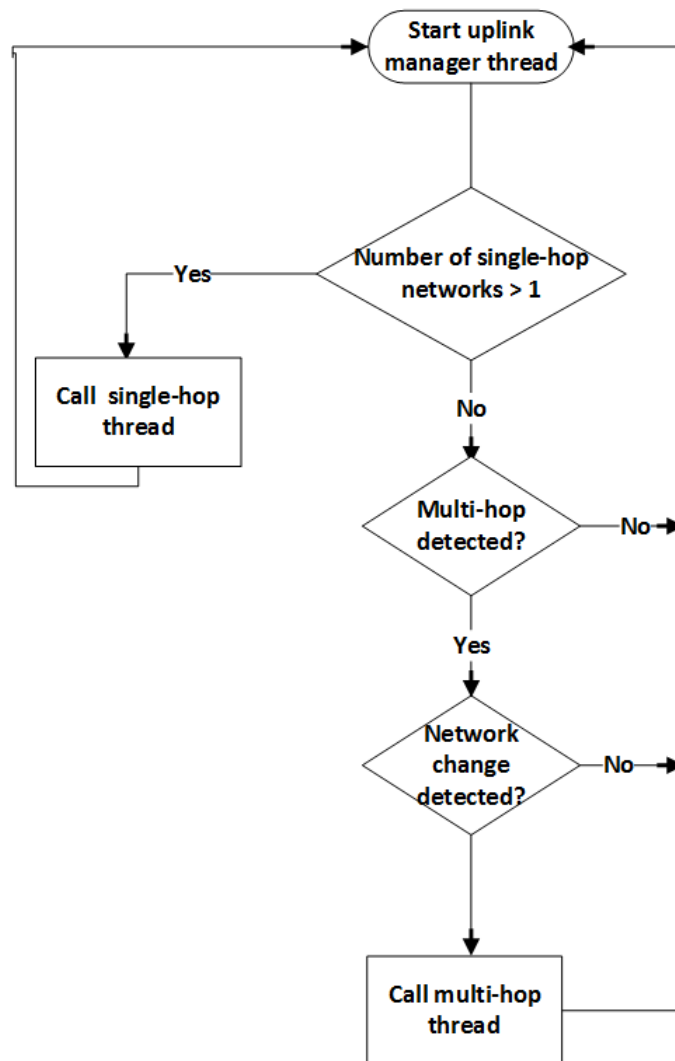 Start uplink
manager thread
Number of single-hop
networks > 1
Yes
Call single-hop
thread
No
Multi-hop
detected?
No
Yes
Network
change
detected?
No
Call multi-hop
thread